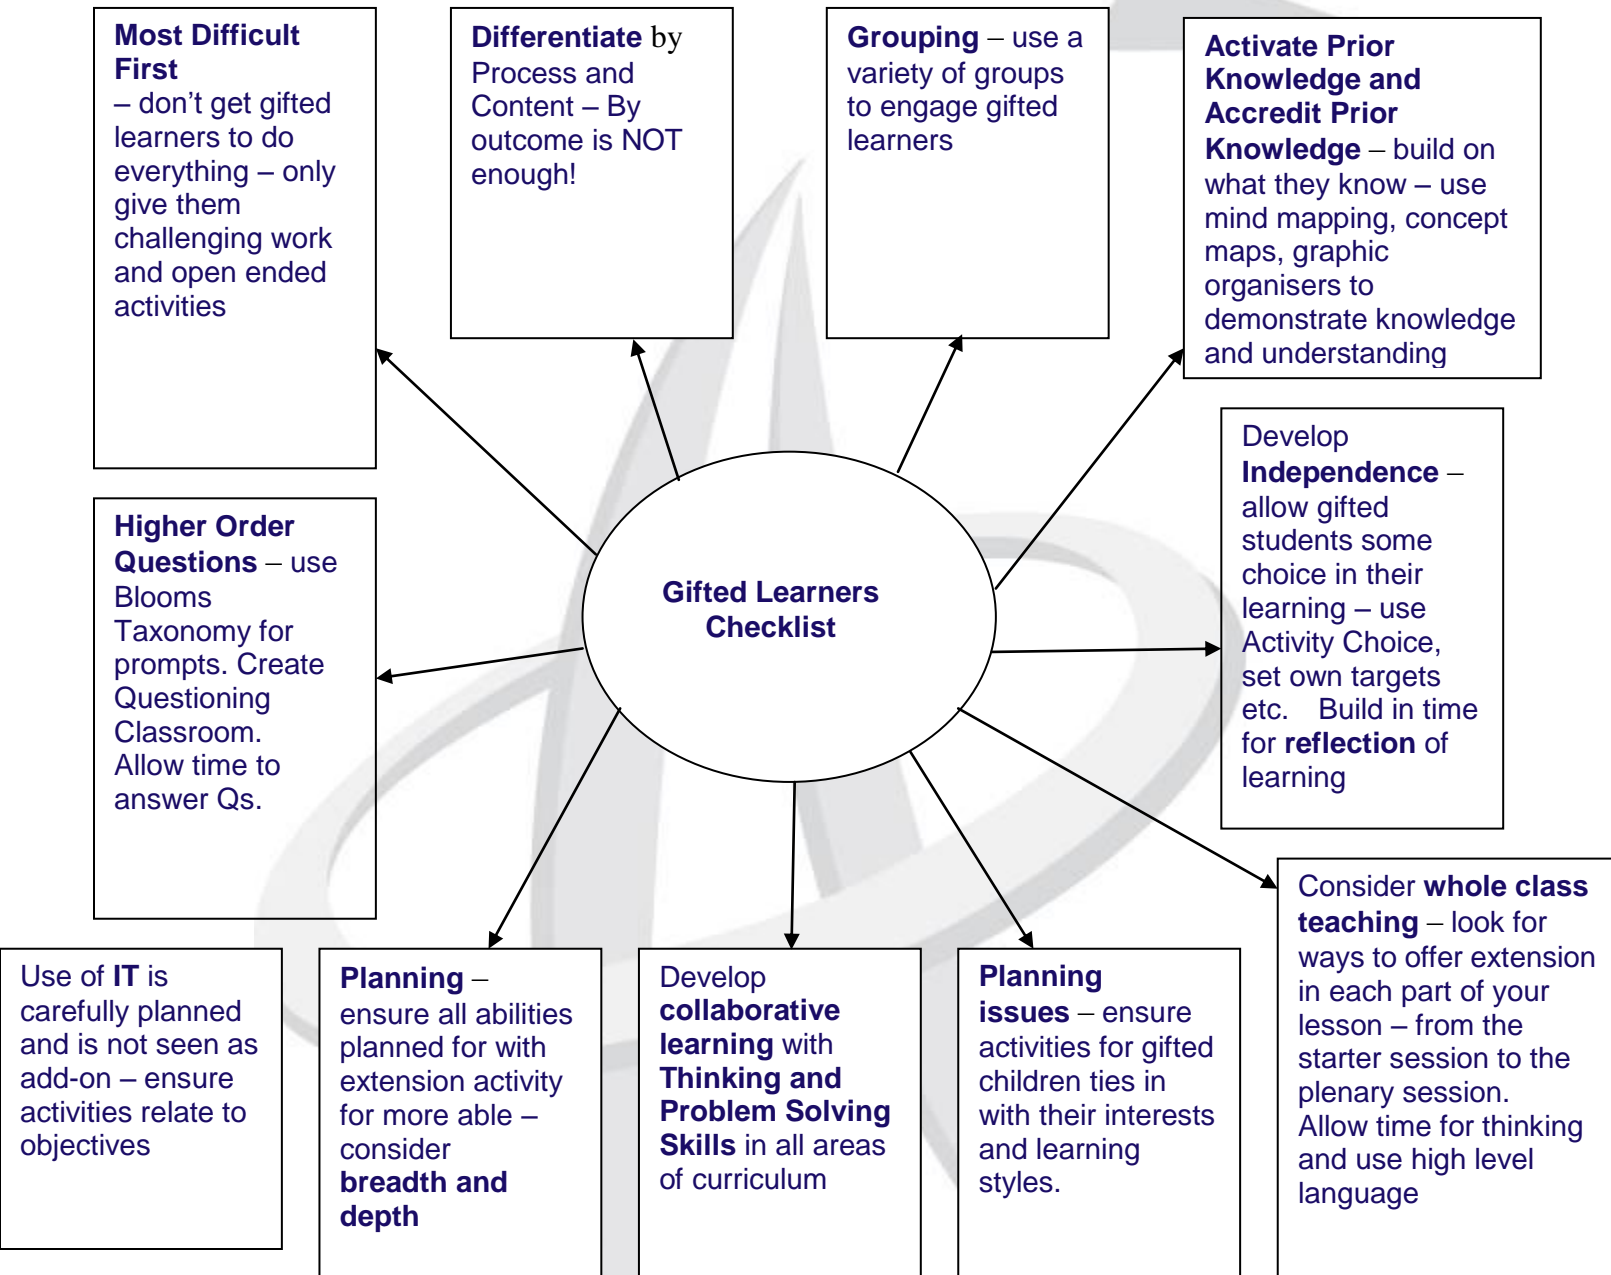 Most Difficult
First
– don't get gifted
learners to do
everything – only
give them
challenging work
and open ended
activities
Differentiate by
Process and
Content – By
outcome is NOT
enough!
Grouping – use a
variety of groups
to engage gifted
learners
Activate Prior
Knowledge and
Accredit Prior
Knowledge – build on
what they know – use
mind mapping, concept
maps, graphic
organisers to
demonstrate knowledge
and understanding
Higher Order
Questions – use
Blooms
Taxonomy for
prompts. Create
Questioning
Classroom.
Allow time to
answer Qs.
Gifted Learners
Checklist
Develop
Independence –
allow gifted
students some
choice in their
learning – use
Activity Choice,
set own targets
etc.   Build in time
for reflection of
learning
Use of IT is
carefully planned
and is not seen as
add-on – ensure
activities relate to
objectives
Planning –
ensure all abilities
planned for with
extension activity
for more able –
consider
breadth and
depth
Develop
collaborative
learning with
Thinking and
Problem Solving
Skills in all areas
of curriculum
Planning
issues – ensure
activities for gifted
children ties in
with their interests
and learning
styles.
Consider whole class
teaching – look for
ways to offer extension
in each part of your
lesson – from the
starter session to the
plenary session.
Allow time for thinking
and use high level
language